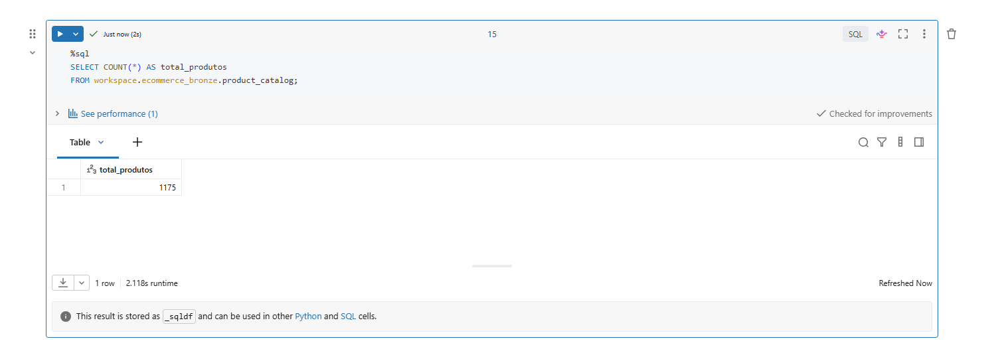 Just now (2s)
15
SQL
%sql
SELECT COUNT(*) AS total_produtos
FROM workspace.ecommerce_bronze.product_catalog;
See performance (1)
Checked for improvements
Table
123 total_produtos
1
1175
1 row
2.118s runtime
Refreshed Now
This result is stored as _sqldf and can be used in other Python and SQL cells.